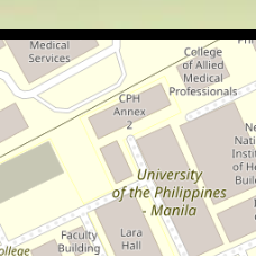 Medical
Services
College
of Allied
Medical
Professionals
CPH
Annex
2
University
of the Philippines
- Manila
Faculty
Building
Lara
Hall